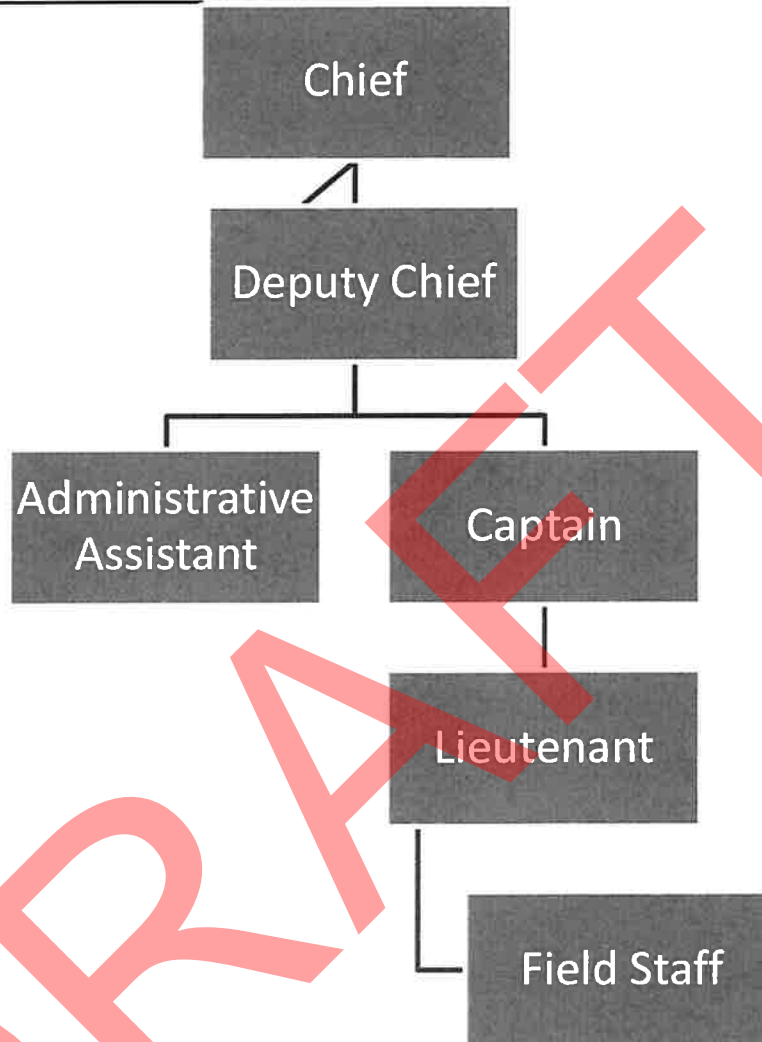 Chief
Deputy Chief
Administrative
Assistant
Captain
Lieutenant
Field Staff
DRAFT